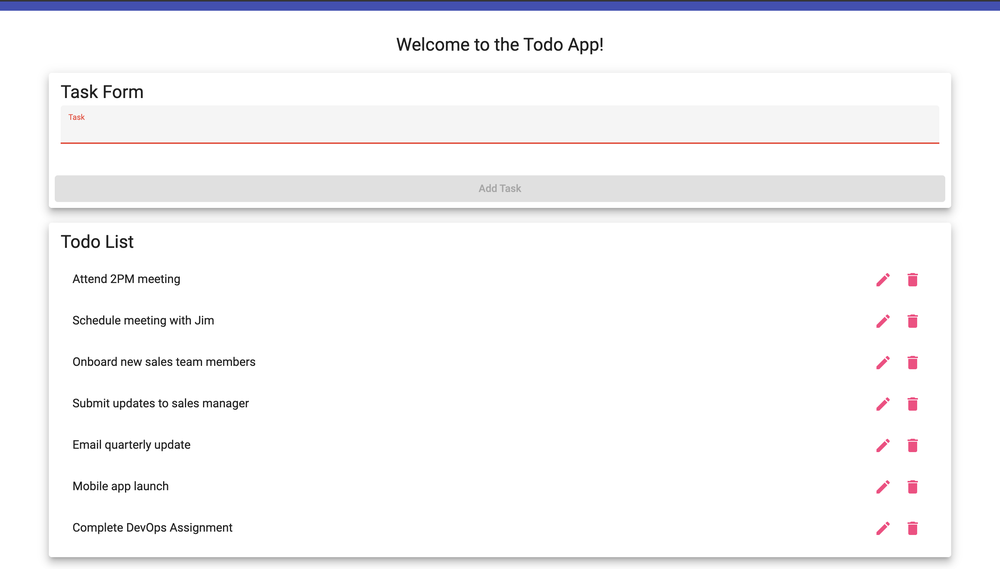 Welcome to the Todo App!
Task Form
Task
Add Task
Todo List
Attend 2PM meeting
Schedule meeting with Jim
Onboard new sales team members
Submit updates to sales manager
Email quarterly update
Mobile app launch
Complete DevOps Assignment